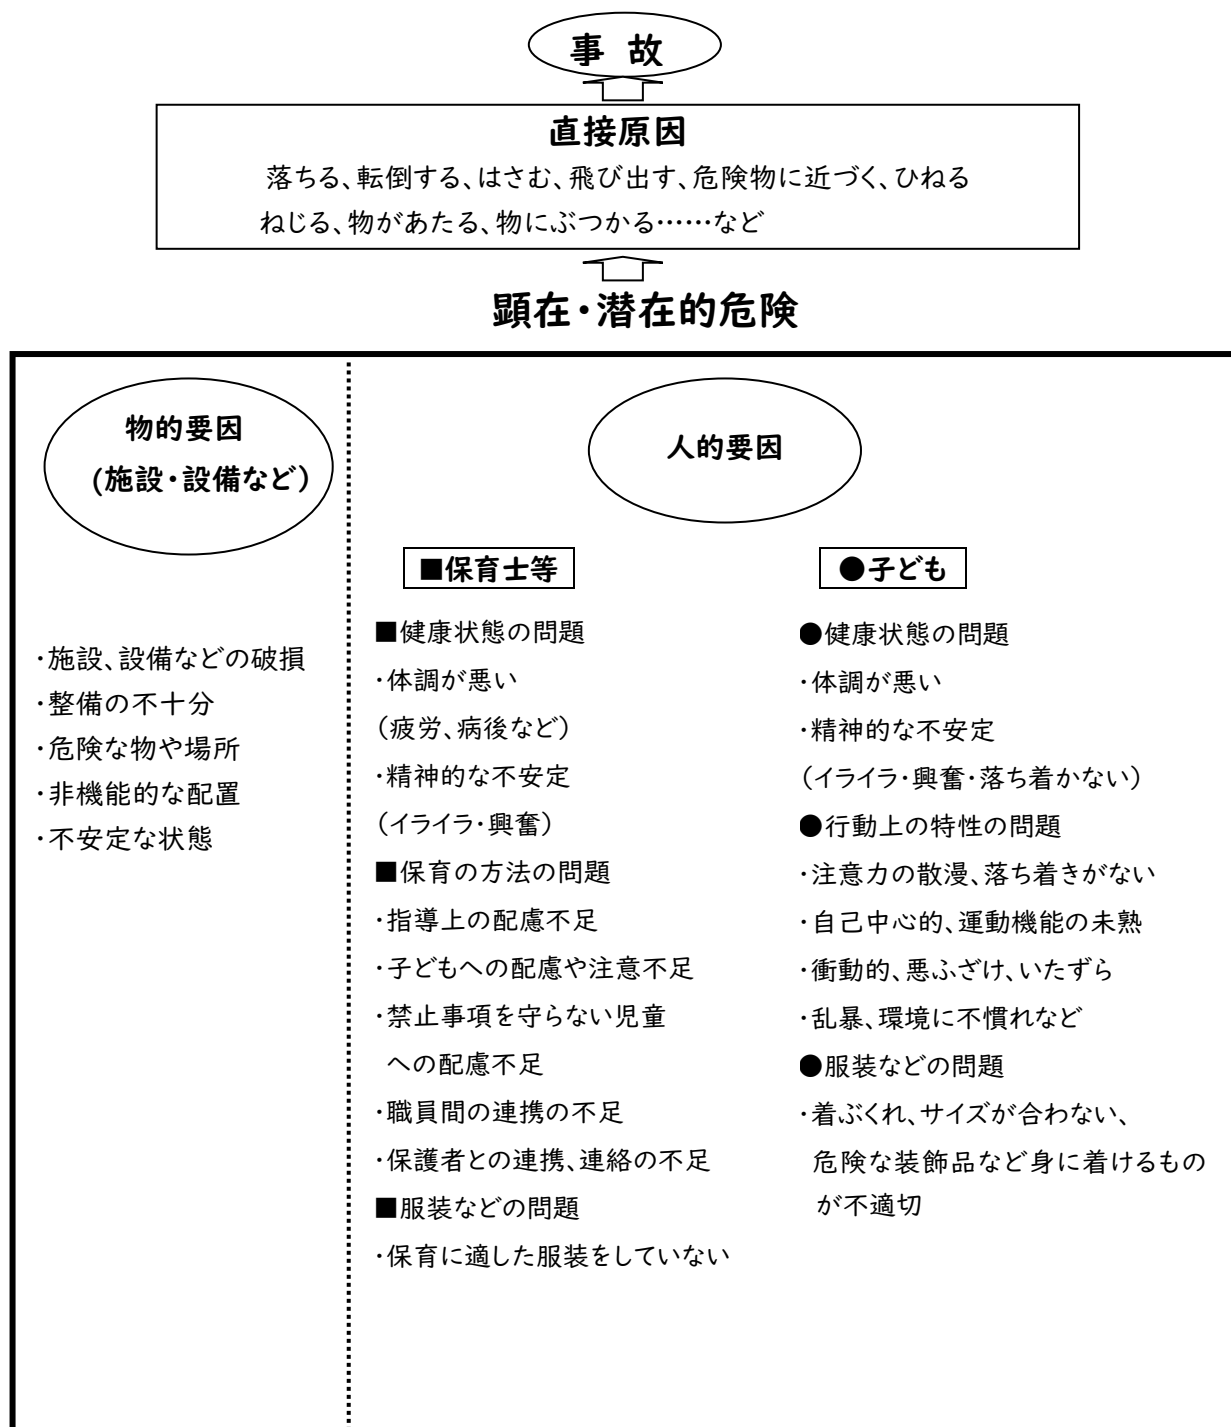 事 故
直接原因
落ちる、転倒する、はさむ、飛び出す、危険物に近づく、ひねる
ねじる、物があたる、物にぶつかる……など
顕在・潜在的危険
物的要因
(施設・設備など)
・施設、設備などの破損
・整備の不十分
・危険な物や場所
・非機能的な配置
・不安定な状態
人的要因
■保育士等
■健康状態の問題
・体調が悪い
(疲労、病後など)
・精神的な不安定
(イライラ・興奮)
■保育の方法の問題
・指導上の配慮不足
・子どもへの配慮や注意不足
・禁止事項を守らない児童
への配慮不足
・職員間の連携の不足
・保護者との連携、連絡の不足
■服装などの問題
・保育に適した服装をしていない
●子ども
●健康状態の問題
・体調が悪い
・精神的な不安定
(イライラ・興奮・落ち着かない)
●行動上の特性の問題
・注意力の散漫、落ち着きがない
・自己中心的、運動機能の未熟
・衝動的、悪ふざけ、いたずら
・乱暴、環境に不慣れなど
●服装などの問題
・着ぶくれ、サイズが合わない、
危険な装飾品など身に着けるもの
が不適切